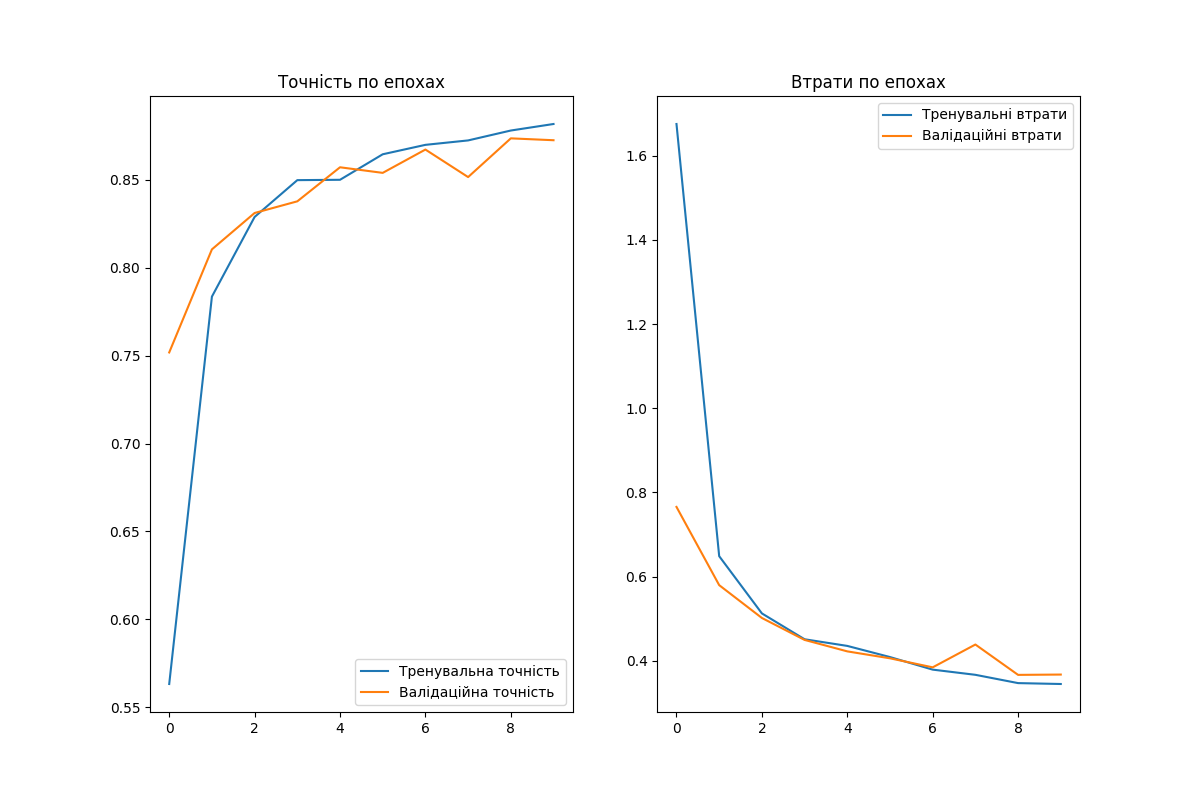 Точність по епохах
0.85
0.80
0.75
0.70
0.65
0.60
0.55
0 2 4 6 8
Тренувальна точність
Валідаційна точність
Втрати по епохах
1.6
1.4
1.2
1.0
0.8
0.6
0.4
0 2 4 6 8
Тренувальні втрати
Валідаційні втрати